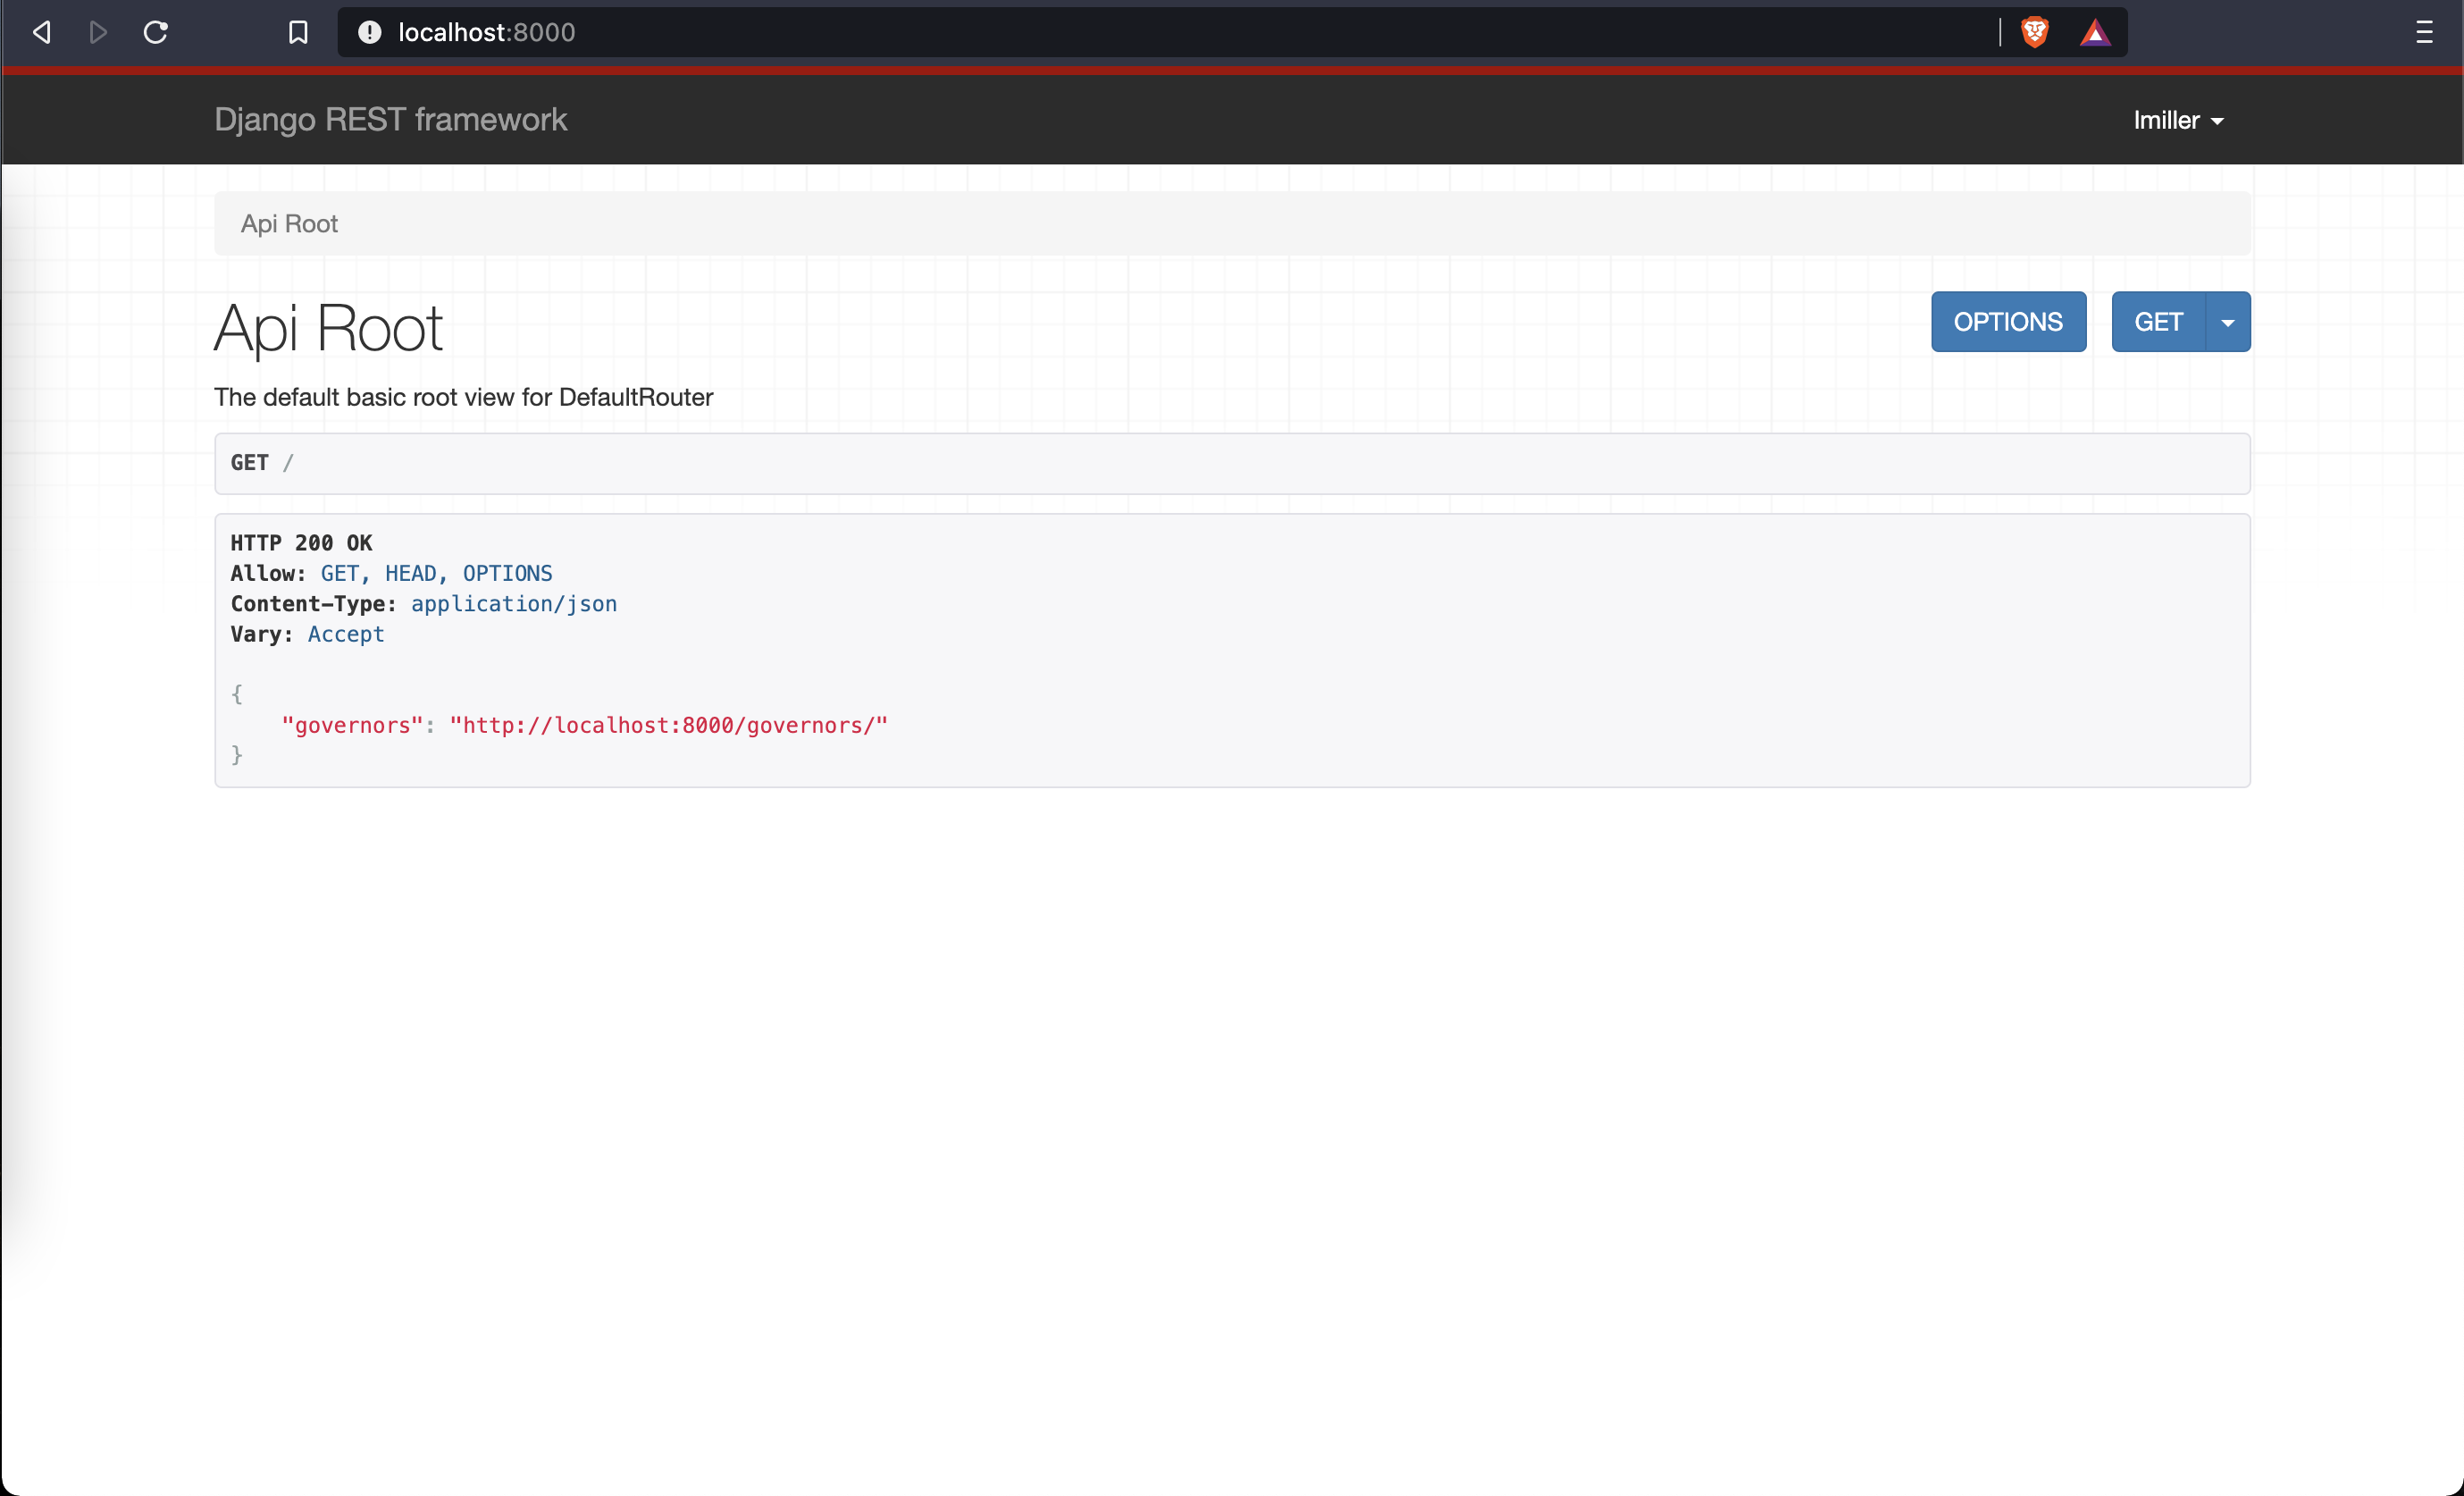 localhost:8000
Django REST framework
lmiller
Api Root
Api Root
OPTIONS
GET
The default basic root view for DefaultRouter
GET /
HTTP 200 OK
Allow: GET, HEAD, OPTIONS
Content-Type: application/json
Vary: Accept
{
    "governors": "http://localhost:8000/governors/"
}